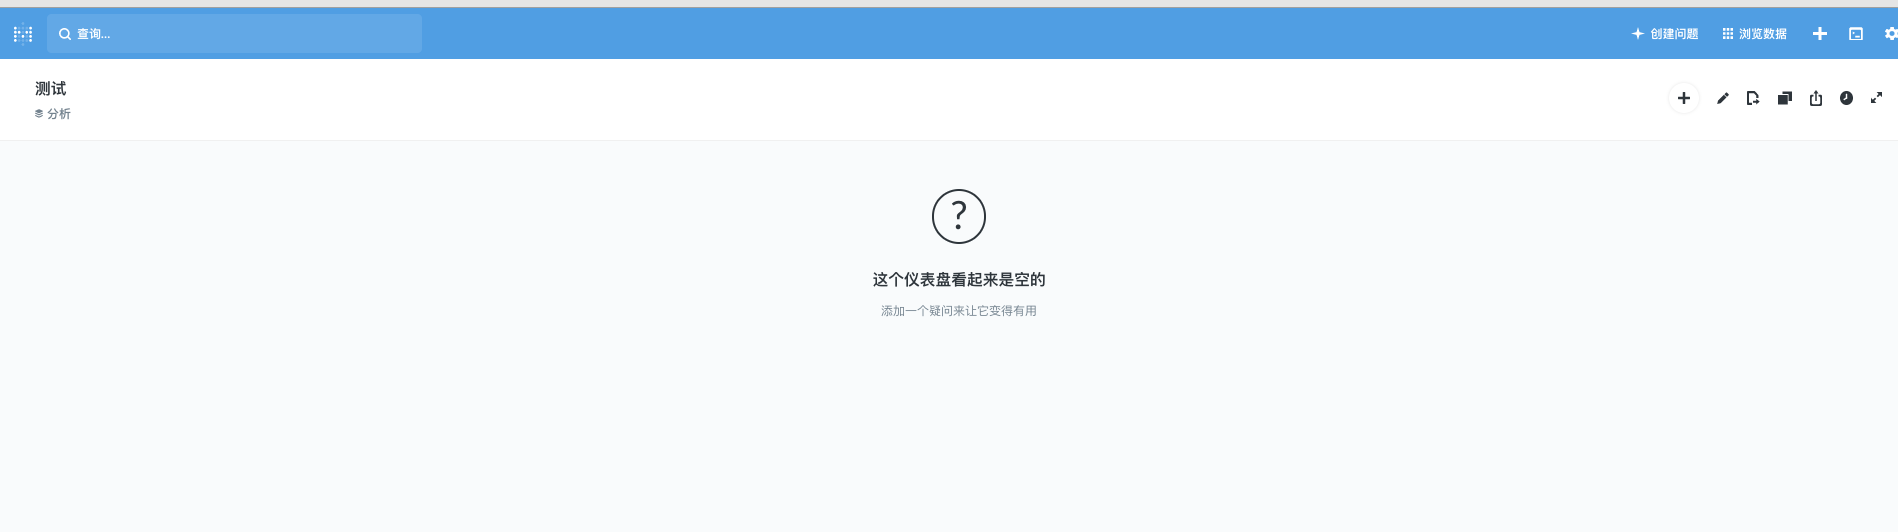 查询...
创建问题
浏览数据
测试
分析
这个仪表盘看起来是空的
添加一个疑问来让它变得有用